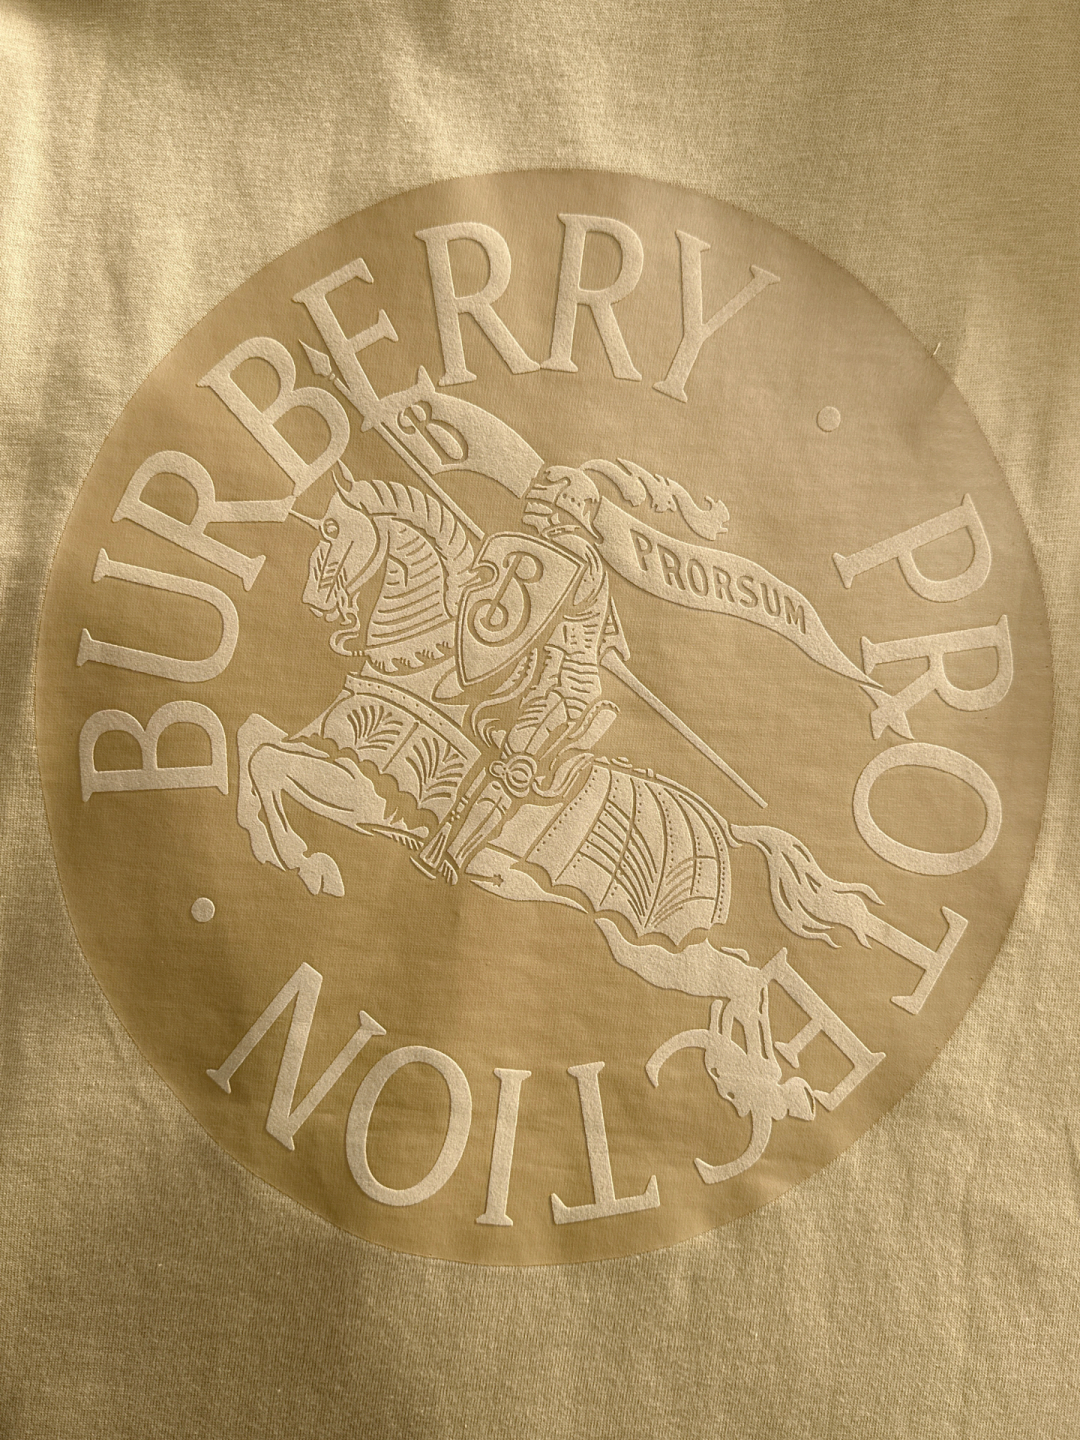 BURBERRY · PROTECTION ·
B
B
PRORSUM